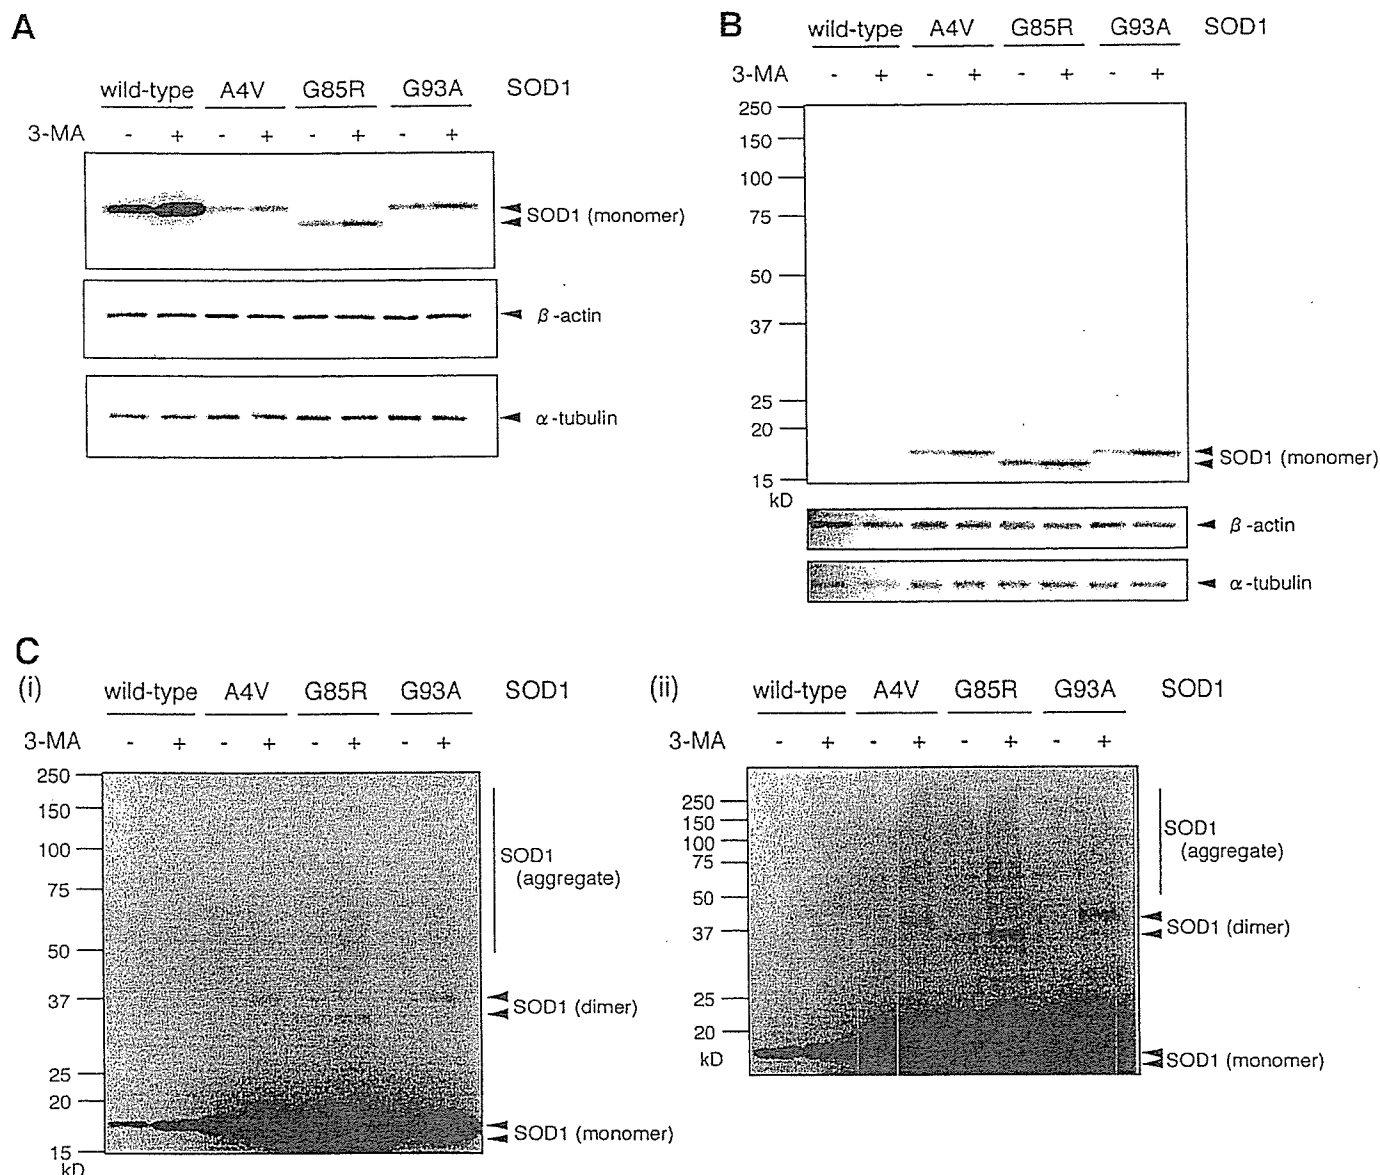 A
wild-type A4V G85R G93A SOD1
3-MA - + - + - + - +
SOD1 (monomer)
β-actin
α-tubulin
B
wild-type A4V G85R G93A SOD1
3-MA - + - + - + - +
250
150
100
75
50
37
25
20
15
kD
SOD1 (monomer)
β-actin
α-tubulin
C
(i)
wild-type A4V G85R G93A SOD1
3-MA - + - + - + - +
250
150
100
75
50
37
25
20
15
kD
SOD1
(aggregate)
SOD1 (dimer)
SOD1 (monomer)
(ii)
wild-type A4V G85R G93A SOD1
3-MA - + - + - + - +
250
150
100
75
50
37
25
20
kD
SOD1
(aggregate)
SOD1 (dimer)
SOD1 (monomer)